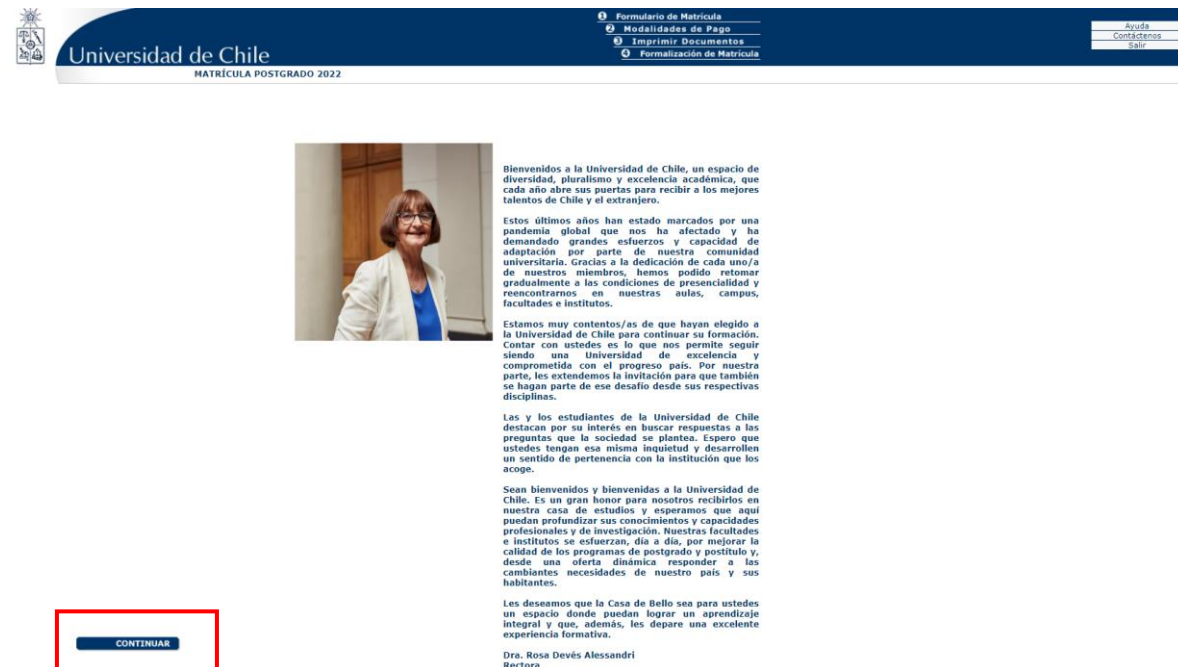 1 Formulario de Matrícula
2 Modalidades de Pago
3 Imprimir Documentos
4 Formalización de Matrícula
Ayuda
Contáctenos
Salir
Universidad de Chile
MATRÍCULA POSTGRADO 2022
Bienvenidos a la Universidad de Chile, un espacio de
diversidad, pluralismo y excelencia académica, que
cada año abre sus puertas para recibir a los mejores
talentos de Chile y el extranjero.
Estos últimos años han estado marcados por una
pandemia global que nos ha afectado y ha
demandado grandes esfuerzos y capacidad de
adaptación por parte de nuestra comunidad
universitaria. Gracias a la dedicación de cada uno/a
de nuestros miembros, hemos podido retomar
gradualmente a las condiciones de presencialidad y
reencontrarnos en nuestras aulas, campus,
facultades e institutos.
Estamos muy contentos/as de que hayan elegido a
la Universidad de Chile para continuar su formación.
Contar con ustedes es lo que nos permite seguir
siendo una Universidad de excelencia y
comprometida con el progreso país. Por nuestra
parte, les extendemos la invitación para que también
se hagan parte de ese desafío desde sus respectivas
disciplinas.
Las y los estudiantes de la Universidad de Chile
destacan por su interés en buscar respuestas a las
preguntas que la sociedad se plantea. Espero que
ustedes tengan esa misma inquietud y desarrollen
un sentido de pertenencia con la institución que los
acoge.
Sean bienvenidos y bienvenidas a la Universidad de
Chile. Es un gran honor para nosotros recibirlos en
nuestra casa de estudios y esperamos que aquí
puedan profundizar sus conocimientos y capacidades
profesionales y de investigación. Nuestras facultades
e institutos se esfuerzan, día a día, por mejorar la
calidad de los programas de postgrado y postítulo y,
desde una oferta dinámica responder a las
cambiantes necesidades de nuestro país y sus
habitantes.
Les deseamos que la Casa de Bello sea para ustedes
un espacio donde puedan lograr un aprendizaje
integral y que, además, les depare una excelente
experiencia formativa.
CONTINUAR
Dra. Rosa Devés Alessandri
Rectora